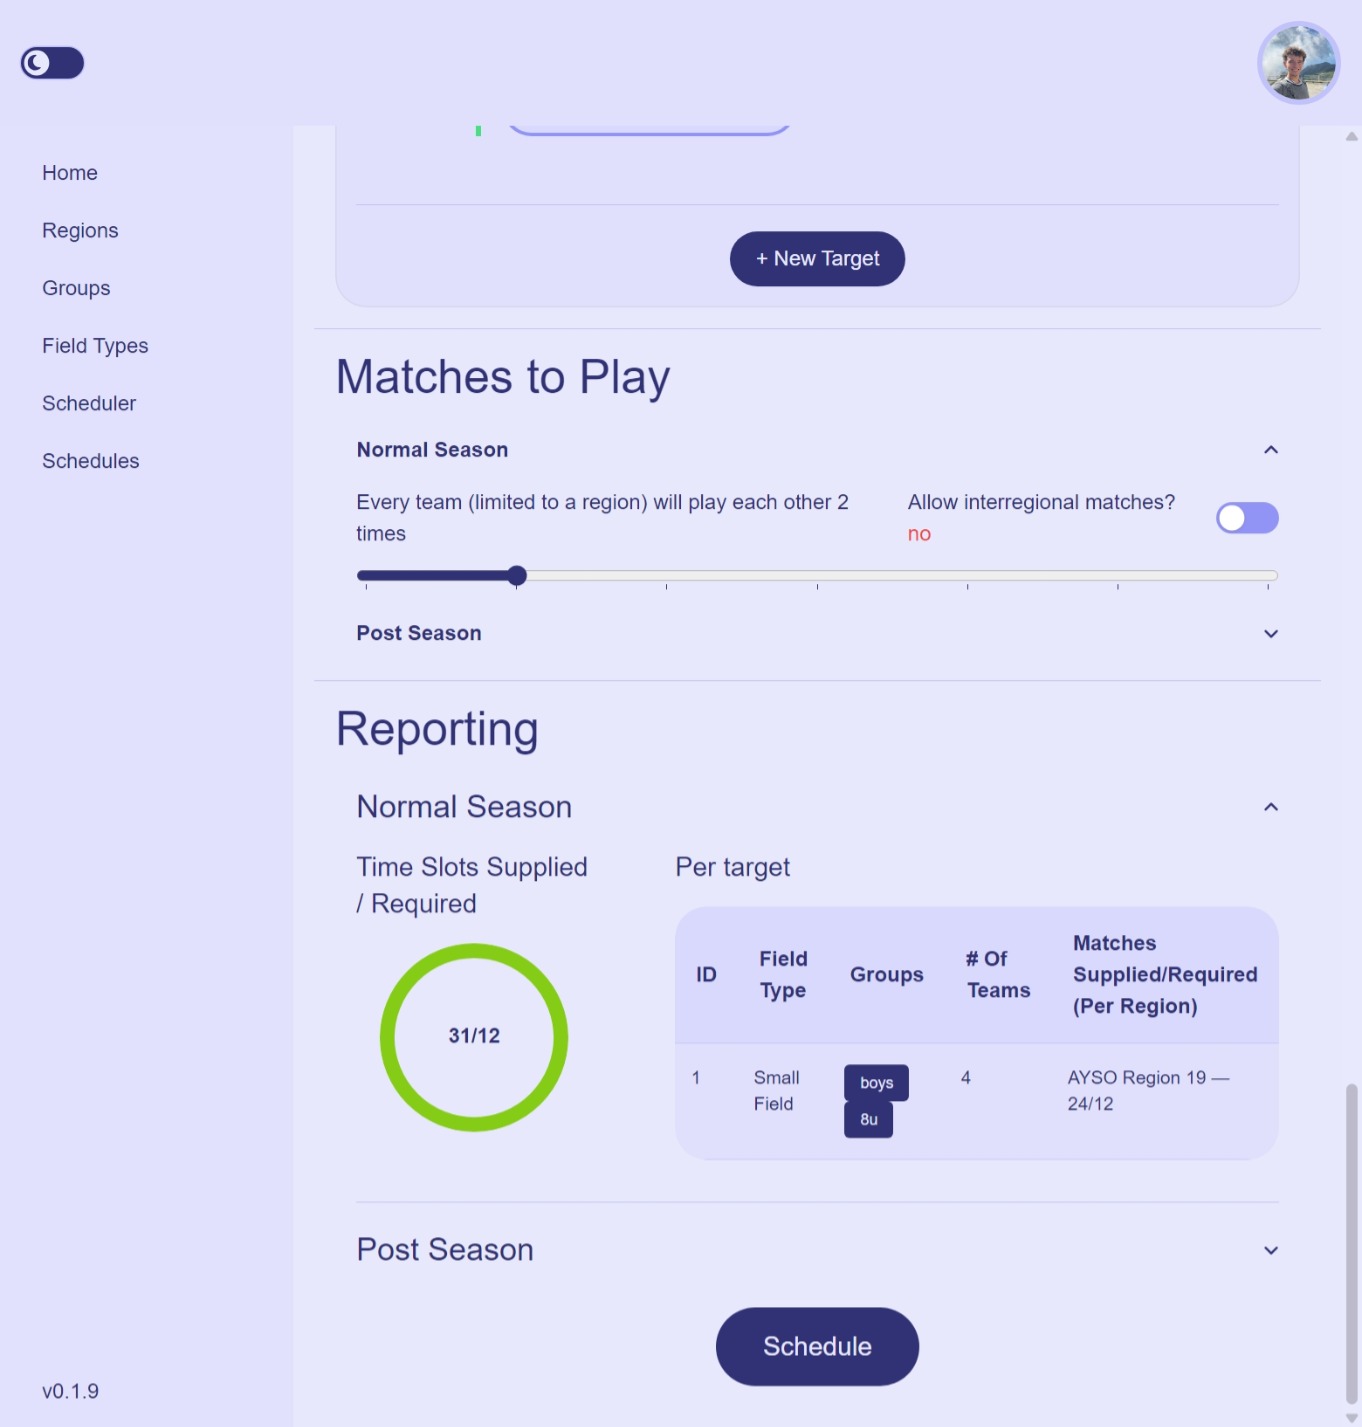 Home
Regions
Groups
Field Types
Scheduler
Schedules
v0.1.9
+ New Target
Matches to Play
Normal Season
Every team (limited to a region) will play each other 2
times
Allow interregional matches?
no
Post Season
Reporting
Normal Season
Time Slots Supplied
/ Required
31/12
Per target
ID
Field
Type
Groups
# Of
Teams
Matches
Supplied/Required
(Per Region)
1
Small
Field
boys
8u
4
AYSO Region 19 —
24/12
Post Season
Schedule